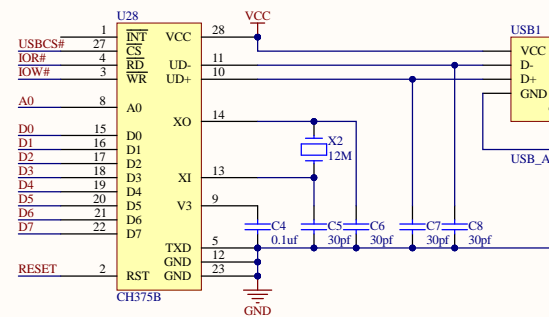 U28
VCC
USB1
1
INT
VCC
28
USBCS#
27
CS
VCC
IOR#
4
RD
UD-
11
D-
IOW#
3
WR
UD+
10
D+
GND
A0
8
A0
XO
14
D0
15
D0
X2
D1
16
D1
12M
D2
17
D2
D3
18
D3
XI
13
D4
19
D4
D5
20
D5
V3
9
D6
21
D6
C4
C5
C6
C7
C8
D7
22
D7
0.1uf
30pf
30pf
30pf
30pf
TXD
5
GND
12
RESET
2
RST
GND
23
CH375B
GND
USB_A